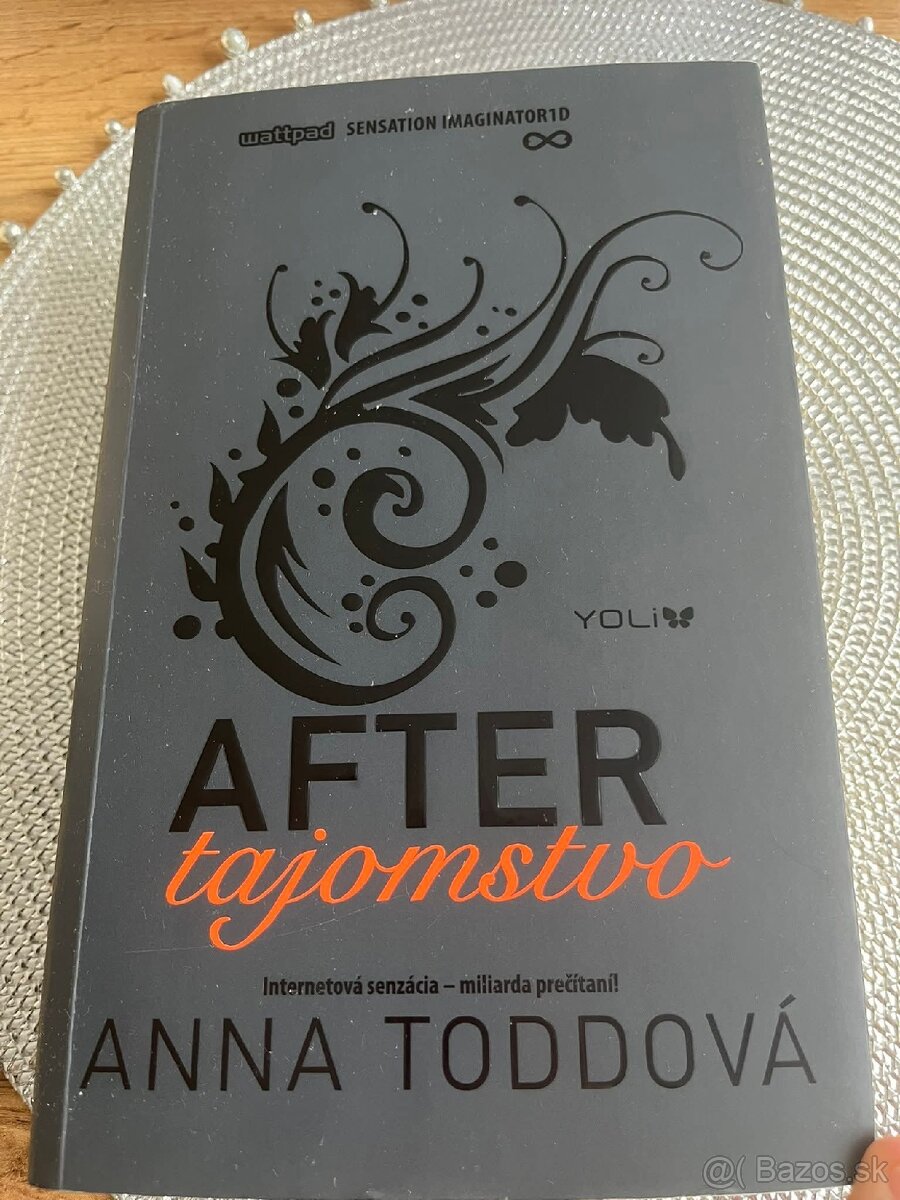 wattpad SENSATION IMAGINATOR1D
YOLi
AFTER
tajomstvo
Internetová senzácia – miliarda prečítaní!
ANNA TODDOVÁ
@( Bazos.sk